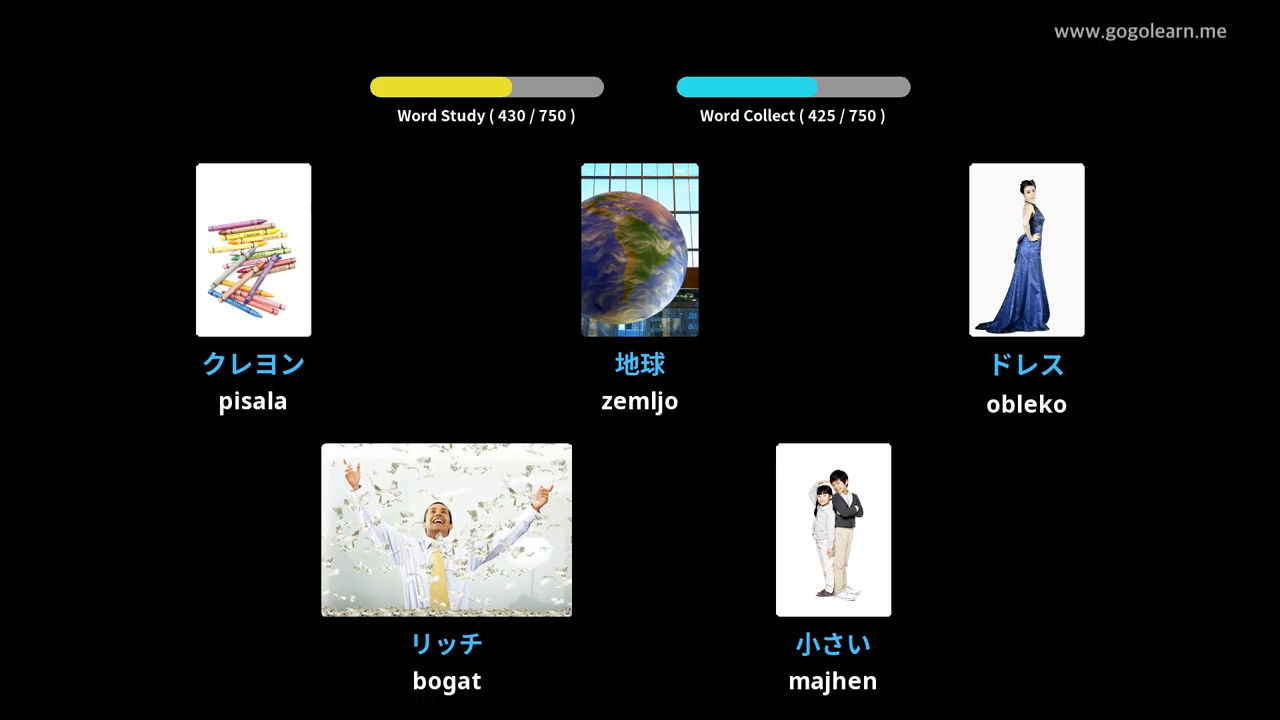 www.gogolearn.me
Word Study ( 430 / 750 )
Word Collect ( 425 / 750 )
クレヨン
pisala
地球
zemljo
ドレス
obleko
リッチ
bogat
小さい
majhen